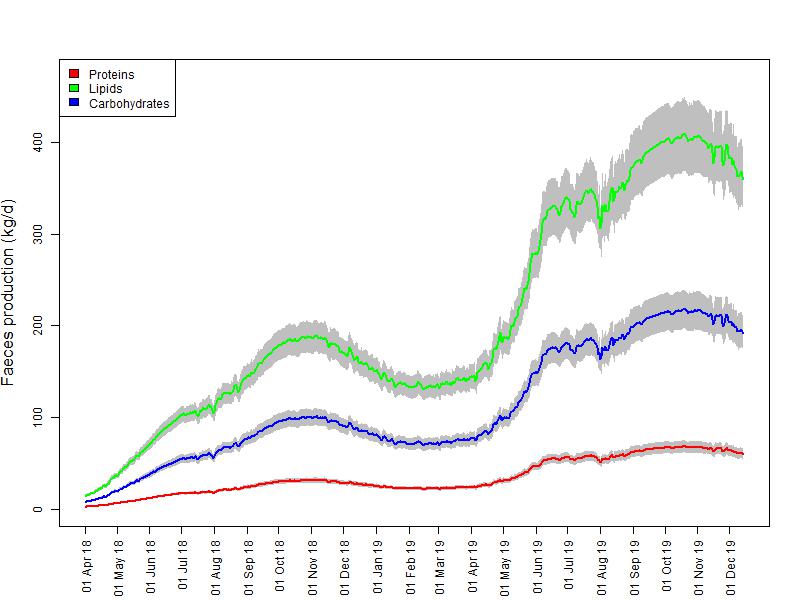 Proteins
Lipids
Carbohydrates
Faeces production (kg/d)
400
300
200
100
0
01 Apr 18
01 May 18
01 Jun 18
01 Jul 18
01 Aug 18
01 Sep 18
01 Oct 18
01 Nov 18
01 Dec 18
01 Jan 19
01 Feb 19
01 Mar 19
01 Apr 19
01 May 19
01 Jun 19
01 Jul 19
01 Aug 19
01 Sep 19
01 Oct 19
01 Nov 19
01 Dec 19